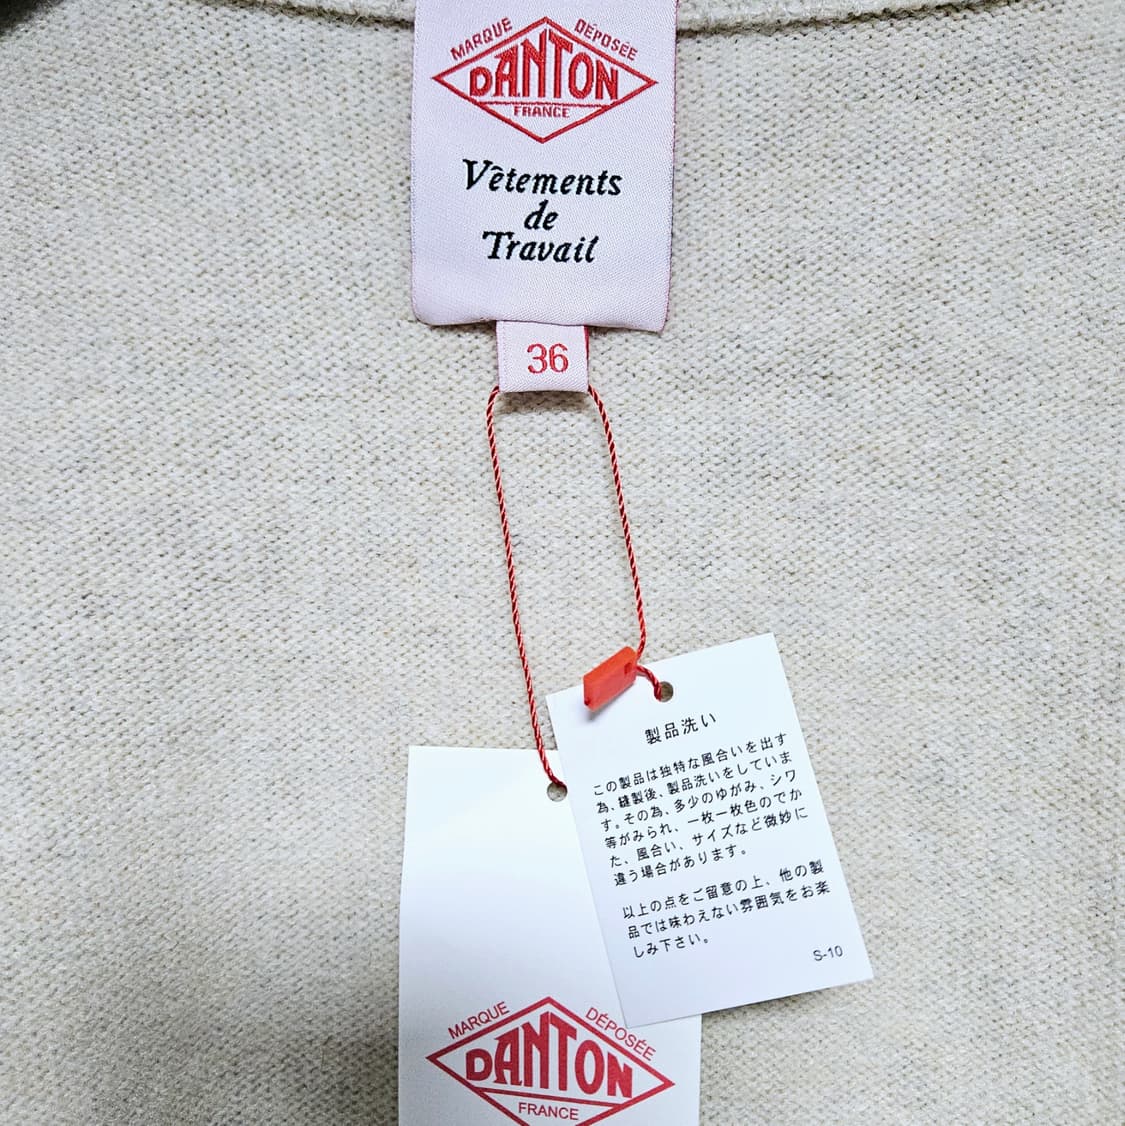 MARQUE DÉPOSÉE
DANTON
FRANCE
Vêtements
de
Travail
36
製品洗い
この製品は独特な風合いを出す
為、縫製後、製品洗いをしていま
す。その為、多少のゆがみ、シワ
等がみられ、一枚一枚色のでか
た、風合い、サイズなど微妙に
違う場合があります。
以上の点をご留意の上、他の製
品では味わえない雰囲気をお楽
しみ下さい。
S-10
MARQUE DÉPOSÉE
DANTON
FRANCE